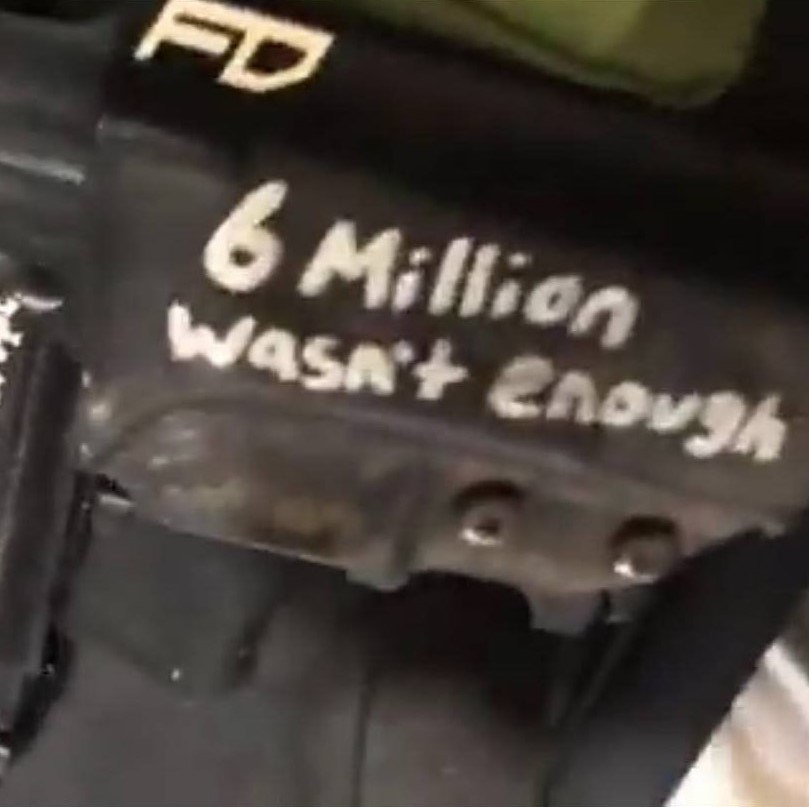 FD
6 Million
wasn't enough